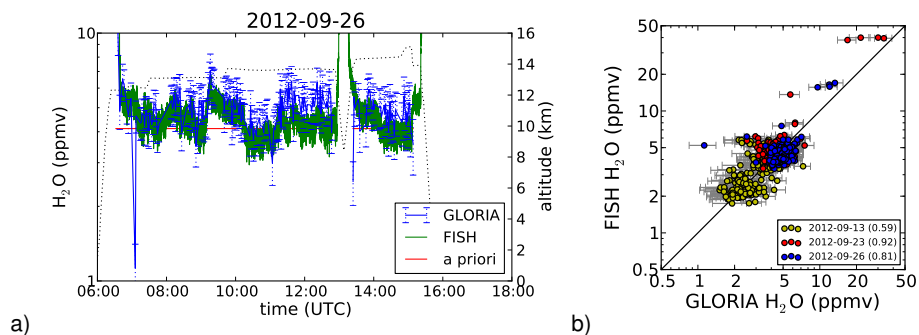 2012-09-26
10
1
H₂O (ppmv)
16
14
12
10
8
6
4
2
0
altitude (km)
GLORIA
FISH
a priori
06:00 08:00 10:00 12:00 14:00 16:00 18:00
time (UTC)
a)
50
20
10
5
2
1
0.5
FISH H₂O (ppmv)
2012-09-13 (0.59)
2012-09-23 (0.92)
2012-09-26 (0.81)
0.5 1 2 5 10 20 50
GLORIA H₂O (ppmv)
b)